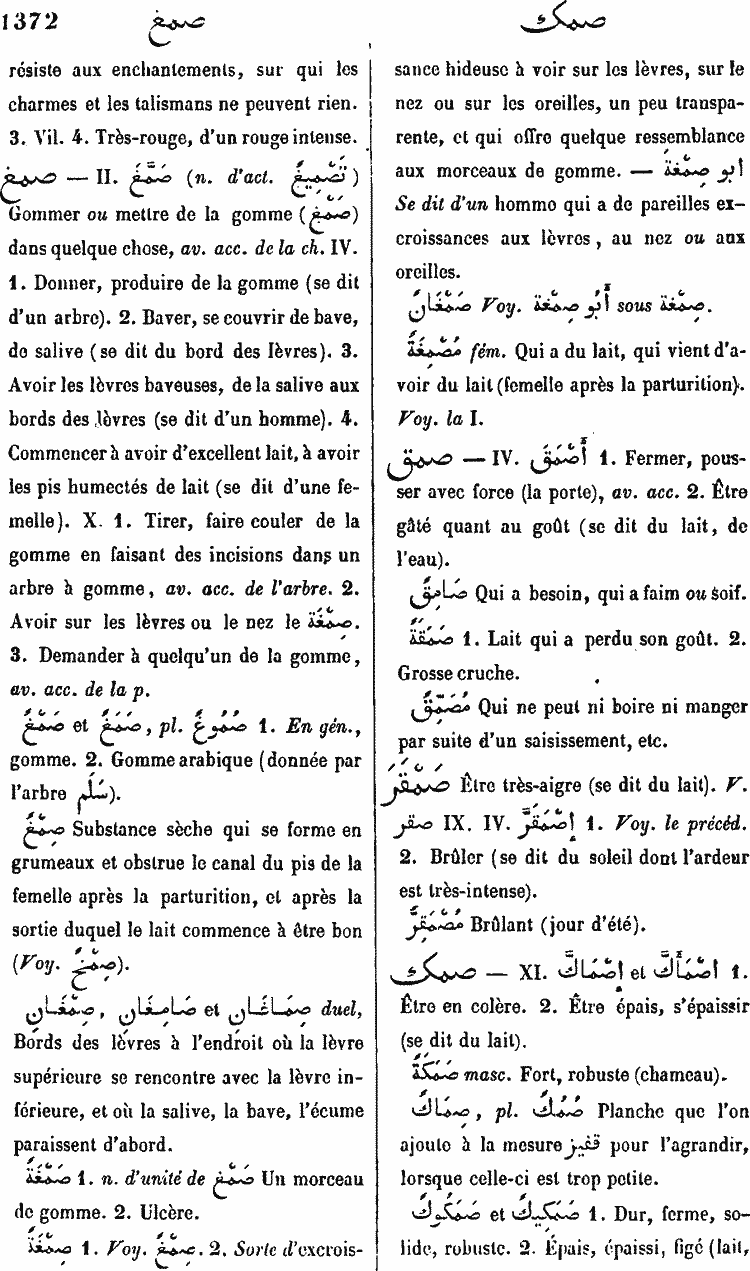 1372 صمغ
صمك
résiste aux enchantements, sur qui les
charmes et les talismans ne peuvent rien.
3. Vil. 4. Très-rouge, d'un rouge intense.
صمغ — II. صَمَّغَ (n. d'act. تَصْمِيغٌ)
Gommer ou mettre de la gomme (صَمْغ)
dans quelque chose, av. acc. de la ch. IV.
1. Donner, produire de la gomme (se dit
d'un arbre). 2. Baver, se couvrir de bave,
de salive (se dit du bord des lèvres). 3.
Avoir les lèvres baveuses, de la salive aux
bords des lèvres (se dit d'un homme). 4.
Commencer à avoir d'excellent lait, à avoir
les pis humectés de lait (se dit d'une fe-
melle). X. 1. Tirer, faire couler de la
gomme en faisant des incisions dans un
arbre à gomme, av. acc. de l'arbre. 2.
Avoir sur les lèvres ou le nez le صِمْغَة.
3. Demander à quelqu'un de la gomme,
av. acc. de la p.
صَمْغٌ et صَمَغٌ, pl. صُمُوغٌ 1. En gén.,
gomme. 2. Gomme arabique (donnée par
l'arbre سَلَم).
صَمَغٌ Substance sèche qui se forme en
grumeaux et obstrue le canal du pis de la
femelle après la parturition, et après la
sortie duquel le lait commence à être bon
(Voy. صِمْخ).
صِمْغَان, صَامِغَان et صِمَاغَان duel,
Bords des lèvres à l'endroit où la lèvre
supérieure se rencontre avec la lèvre in-
férieure, et où la salive, la bave, l'écume
paraissent d'abord.
صَمْغَةٌ 1. n. d'unité de صَمْغ Un morceau
de gomme. 2. Ulcère.
صِمْغَةٌ 1. Voy. صِمْغ. 2. Sorte d'excrois-
sance hideuse à voir sur les lèvres, sur le
nez ou sur les oreilles, un peu transpa-
rente, et qui offre quelque ressemblance
aux morceaux de gomme. — أبو صِمْغَة
Se dit d'un homme qui a de pareilles ex-
croissances aux lèvres, au nez ou aux
oreilles.
صَمْغَانٌ Voy. أَبُو صِمْغَة sous صِمْغَة.
مُصْمِغَةٌ fém. Qui a du lait, qui vient d'a-
voir du lait (femelle après la parturition).
Voy. la I.
صمق — IV. أَصْمَقَ 1. Fermer, pous-
ser avec force (la porte), av. acc. 2. Être
gâté quant au goût (se dit du lait, de
l'eau).
صَامِقٌ Qui a besoin, qui a faim ou soif.
صَمَقَةٌ 1. Lait qui a perdu son goût. 2.
Grosse cruche.
مُصَمِّقٌ Qui ne peut ni boire ni manger
par suite d'un saisissement, etc.
صَمْقَرَ Être très-aigre (se dit du lait). V.
صقر IX. IV. إِصْمَقَرَّ 1. Voy. le précéd.
2. Brûler (se dit du soleil dont l'ardeur
est très-intense).
مُصْمَقِرٌّ Brûlant (jour d'été).
صمك — XI. إِصْمَاكَّ et إِصْمَأَكَّ 1.
Être en colère. 2. Être épais, s'épaissir
(se dit du lait).
صَمَكَةٌ masc. Fort, robuste (chameau).
صِمَاكٌ, pl. صُمُكٌ Planche que l'on
ajoute à la mesure قفيز pour l'agrandir,
lorsque celle-ci est trop petite.
صَمَكُوكٌ et صَمَكِيكٌ 1. Dur, ferme, so-
lide, robuste. 2. Épais, épaissi, figé (lait,